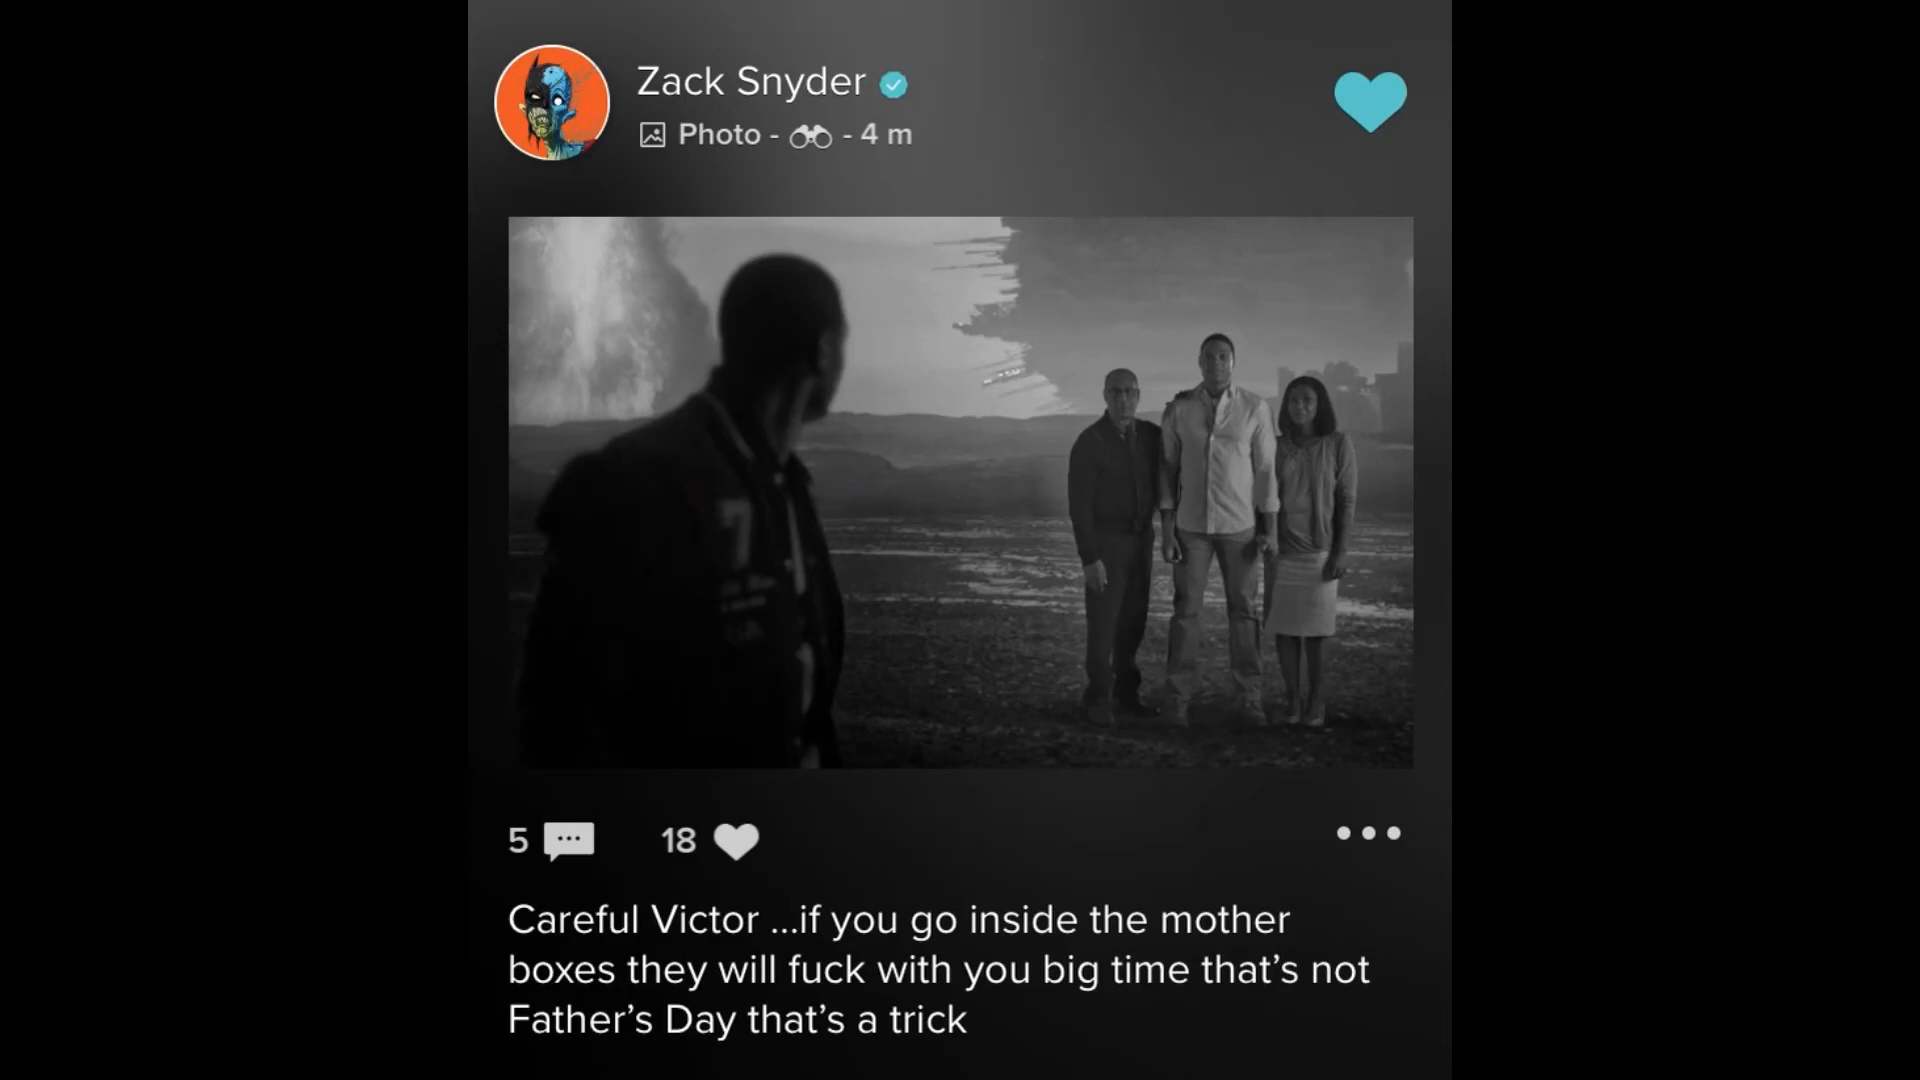 Zack Snyder
Photo - - 4 m
7
5 18
Careful Victor ...if you go inside the mother
boxes they will fuck with you big time that's not
Father's Day that's a trick